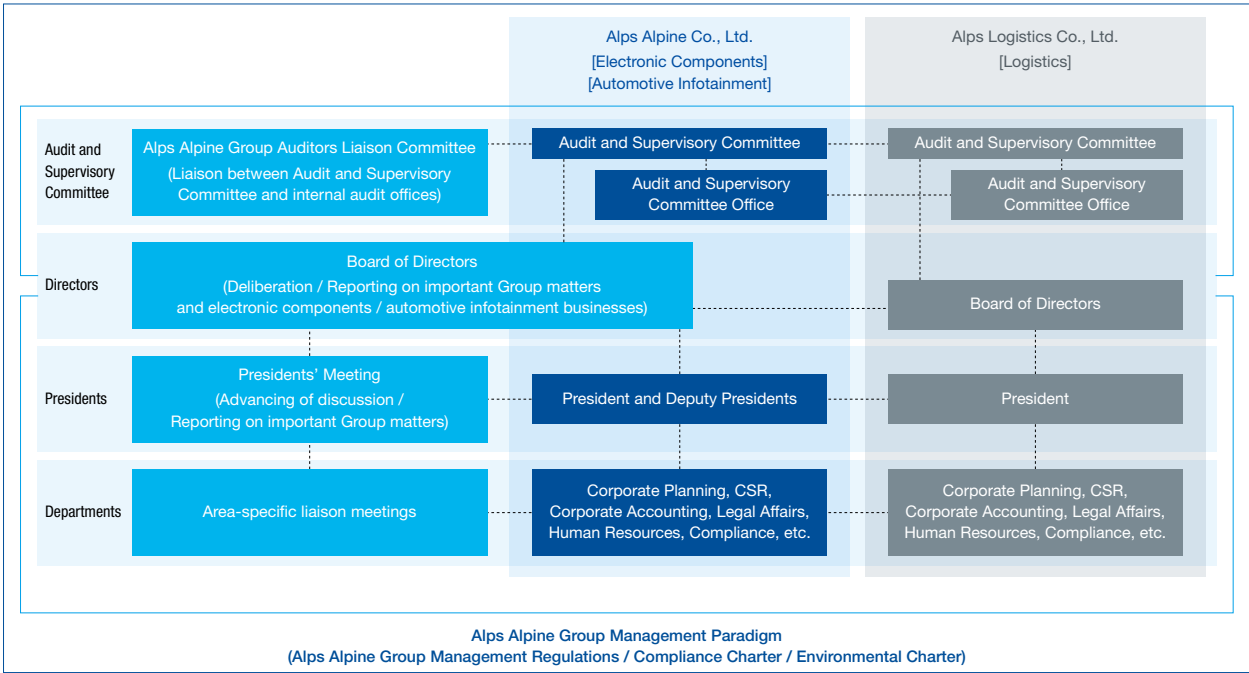 Alps Alpine Co., Ltd.
[Electronic Components]
[Automotive Infotainment]
Alps Logistics Co., Ltd.
[Logistics]
Audit and
Supervisory
Committee
Alps Alpine Group Auditors Liaison Committee
(Liaison between Audit and Supervisory
Committee and internal audit offices)
Audit and Supervisory Committee
Audit and Supervisory
Committee Office
Audit and Supervisory Committee
Audit and Supervisory
Committee Office
Directors
Board of Directors
(Deliberation / Reporting on important Group matters
and electronic components / automotive infotainment businesses)
Board of Directors
Presidents
Presidents’ Meeting
(Advancing of discussion /
Reporting on important Group matters)
President and Deputy Presidents
President
Departments
Area-specific liaison meetings
Corporate Planning, CSR,
Corporate Accounting, Legal Affairs,
Human Resources, Compliance, etc.
Corporate Planning, CSR,
Corporate Accounting, Legal Affairs,
Human Resources, Compliance, etc.
Alps Alpine Group Management Paradigm
(Alps Alpine Group Management Regulations / Compliance Charter / Environmental Charter)